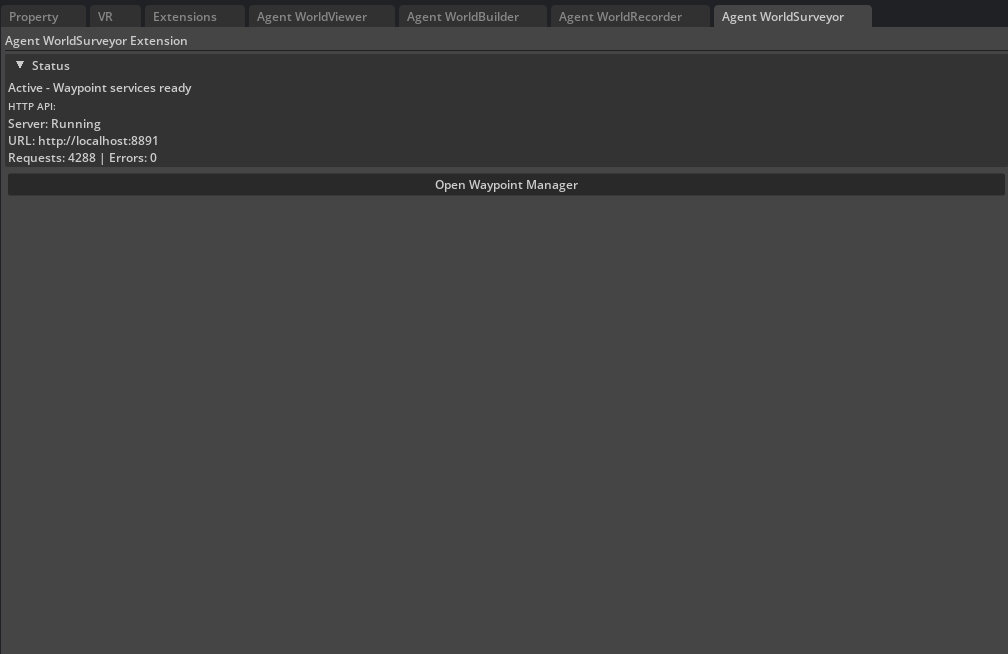 Property VR Extensions Agent WorldViewer Agent WorldBuilder Agent WorldRecorder Agent WorldSurveyor
Agent WorldSurveyor Extension
Status
Active - Waypoint services ready
HTTP API:
Server: Running
URL: http://localhost:8891
Requests: 4288 | Errors: 0
Open Waypoint Manager